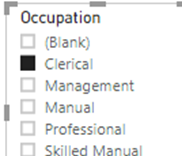 Occupation
(Blank)
Clerical
Management
Manual
Professional
Skilled Manual